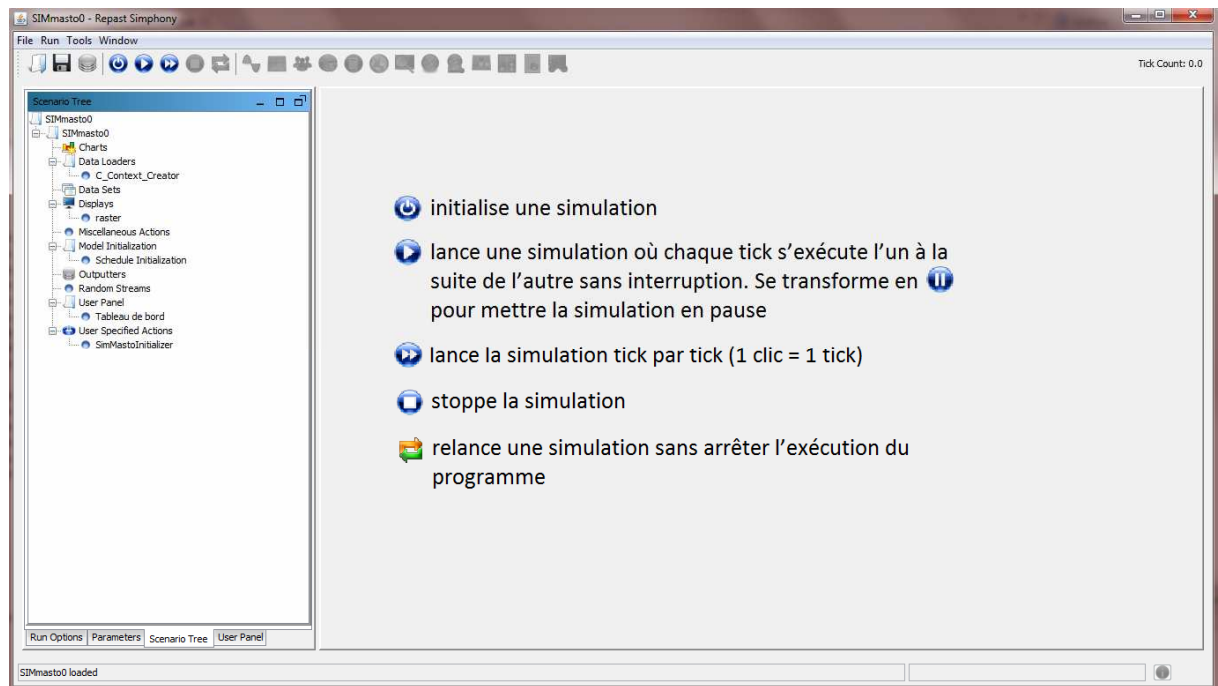 SIMmasto0 - Repast Simphony
File Run Tools Window
Tick Count: 0.0
Scenario Tree
SIMmasto0
SIMmasto0
Charts
Data Loaders
C_Context_Creator
Data Sets
Displays
raster
Miscellaneous Actions
Model Initialization
Schedule Initialization
Outputters
Random Streams
User Panel
Tableau de bord
User Specified Actions
SimMastoInitializer
initialise une simulation
lance une simulation où chaque tick s’exécute l’un à la
suite de l’autre sans interruption. Se transforme en
pour mettre la simulation en pause
lance la simulation tick par tick (1 clic = 1 tick)
stoppe la simulation
relance une simulation sans arrêter l’exécution du
programme
Run Options Parameters Scenario Tree User Panel
SIMmasto0 loaded